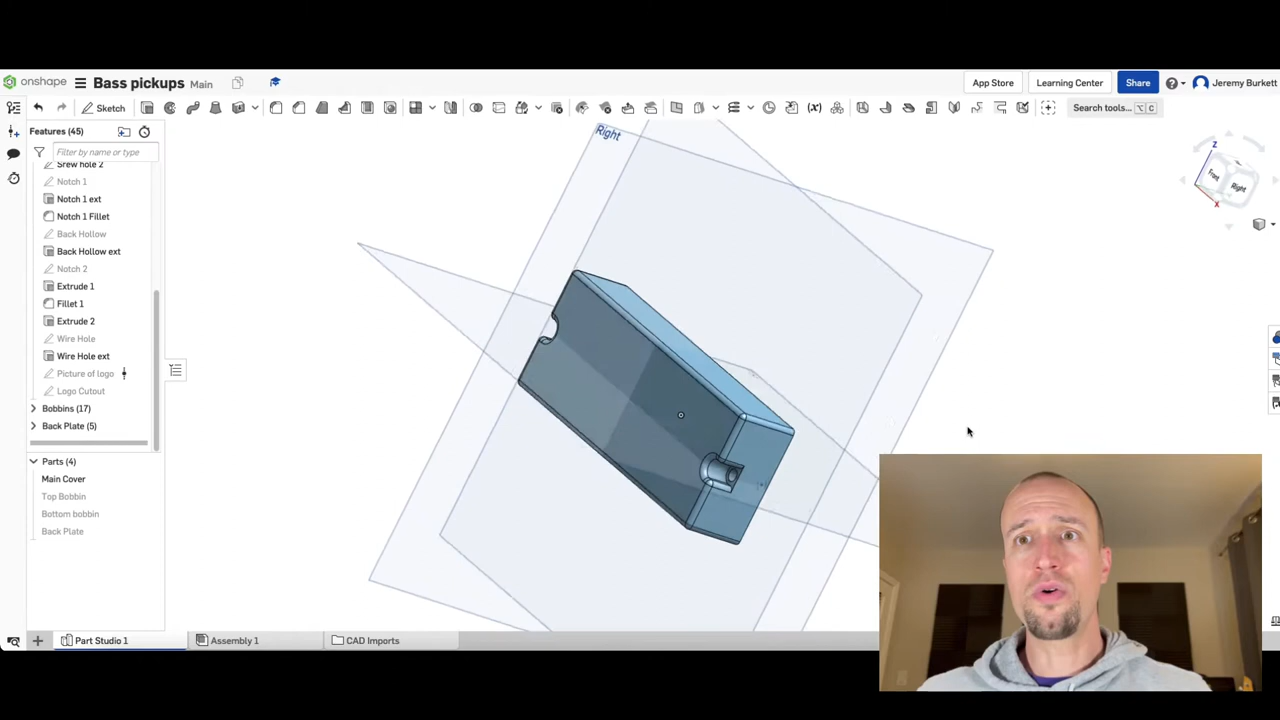 onshape Bass pickups Main App Store Learning Center Share Jeremy Burkett
Sketch Search tools... C
Features (45)
Filter by name or type
Srew hole 2
Notch 1
Notch 1 ext
Notch 1 Fillet
Back Hollow
Back Hollow ext
Notch 2
Extrude 1
Fillet 1
Extrude 2
Wire Hole
Wire Hole ext
Picture of logo
Logo Cutout
Bobbins (17)
Back Plate (5)
Parts (4)
Main Cover
Top Bobbin
Bottom bobbin
Back Plate
Right
Z
Front
Right
X
Part Studio 1 Assembly 1 CAD Imports